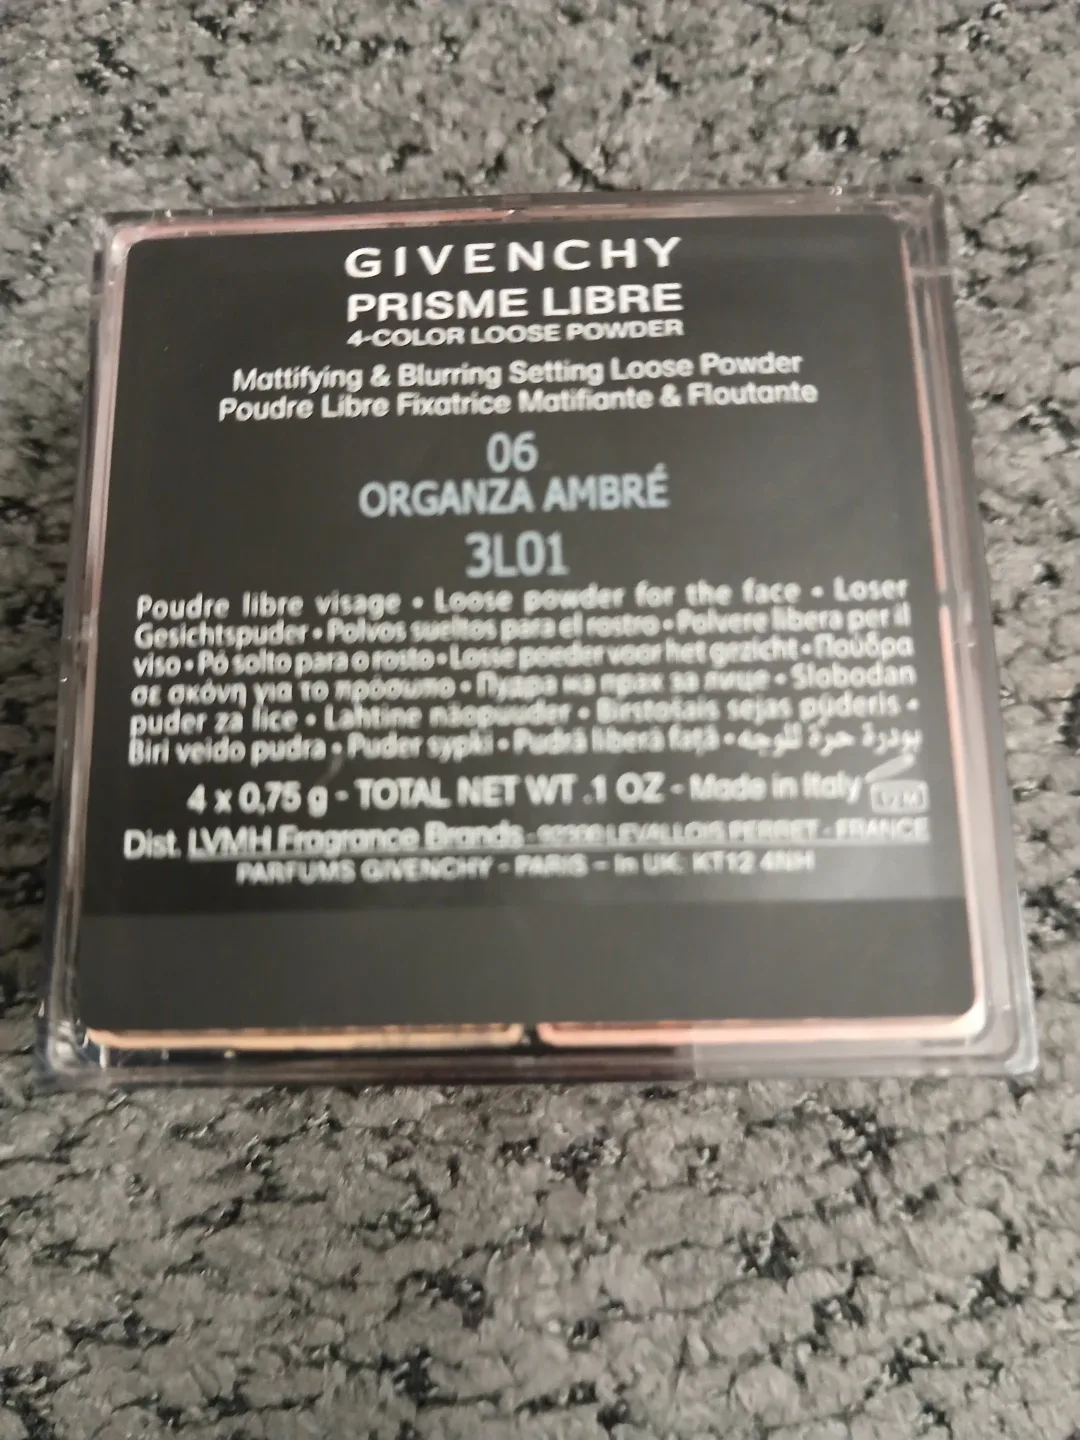 GIVENCHY
PRISME LIBRE
4-COLOR LOOSE POWDER
Mattifying & Blurring Setting Loose Powder
Poudre Libre Fixatrice Matifiante & Floutante
06
ORGANZA AMBRÉ
3L01
Poudre libre visage • Loose powder for the face • Loser
Gesichtspuder • Polvos sueltos para el rostro • Polvere libera per il
viso • Pó solto para o rosto • Losse poeder voor het gezicht • Πούδρα
σε σκόνη για το πρόσωπο • Пудра на прах за лице • Slobodan
puder za lice • Lahtine näopuuder • Birstošais sejas pūderis •
Biri veido pudra • Puder sypki • Pudră liberă față • بودرة حرة للوجه
4 x 0,75 g - TOTAL NET WT .1 OZ - Made in Italy 12M
Dist. LVMH Fragrance Brands - 92300 LEVALLOIS PERRET - FRANCE
PARFUMS GIVENCHY - PARIS - In UK: KT12 4NH